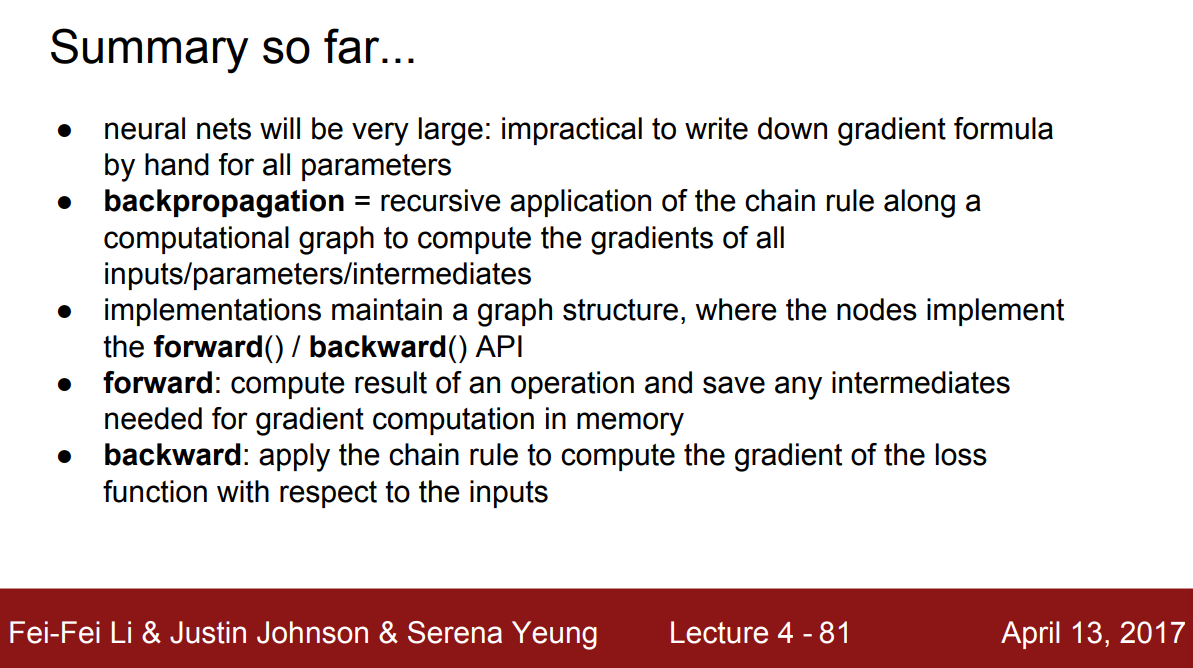 Summary so far...
● neural nets will be very large: impractical to write down gradient formula
by hand for all parameters
● backpropagation = recursive application of the chain rule along a
computational graph to compute the gradients of all
inputs/parameters/intermediates
● implementations maintain a graph structure, where the nodes implement
the forward() / backward() API
● forward: compute result of an operation and save any intermediates
needed for gradient computation in memory
● backward: apply the chain rule to compute the gradient of the loss
function with respect to the inputs
Fei-Fei Li & Justin Johnson & Serena Yeung Lecture 4 - 81 April 13, 2017